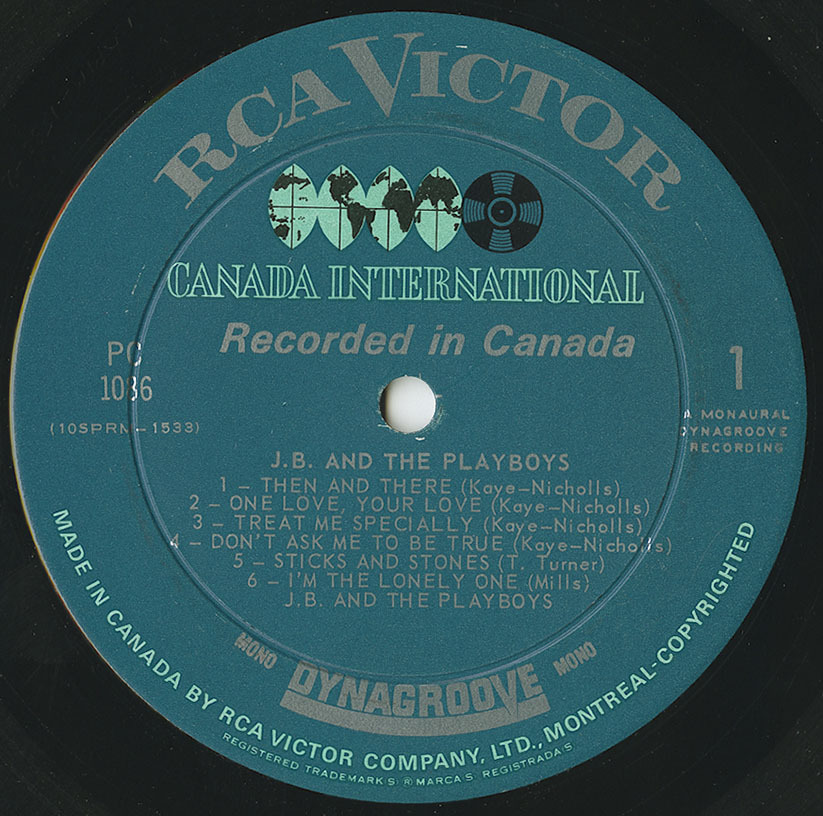 RCA VICTOR
CANADA INTERNATIONAL
Recorded in Canada
PC
1086
(10SPRM-1533)
1
A MONAURAL
DYNAGROOVE
RECORDING
J.B. AND THE PLAYBOYS
1 - THEN AND THERE (Kaye-Nicholls)
2 - ONE LOVE, YOUR LOVE (Kaye-Nicholls)
3 - TREAT ME SPECIALLY (Kaye-Nicholls)
4 - DON'T ASK ME TO BE TRUE (Kaye-Nicholls)
5 - STICKS AND STONES (T. Turner)
6 - I'M THE LONELY ONE (Mills)
J.B. AND THE PLAYBOYS
MONO DYNAGROOVE MONO
MADE IN CANADA BY RCA VICTOR COMPANY, LTD., MONTREAL-COPYRIGHTED
REGISTERED TRADEMARKS ® MARCAS REGISTRADAS